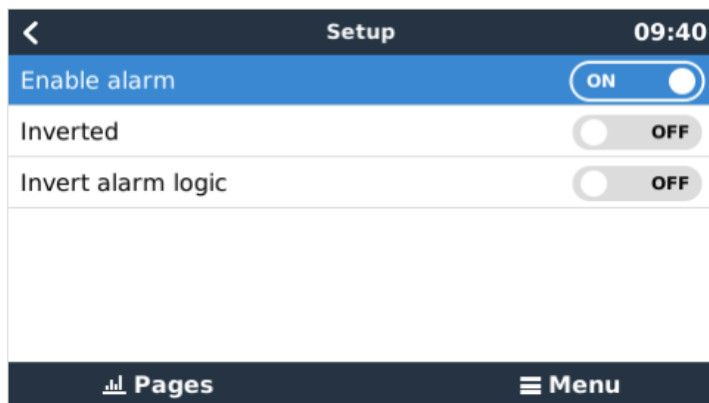 Setup 09:40
Enable alarm ON
Inverted OFF
Invert alarm logic OFF
Pages Menu